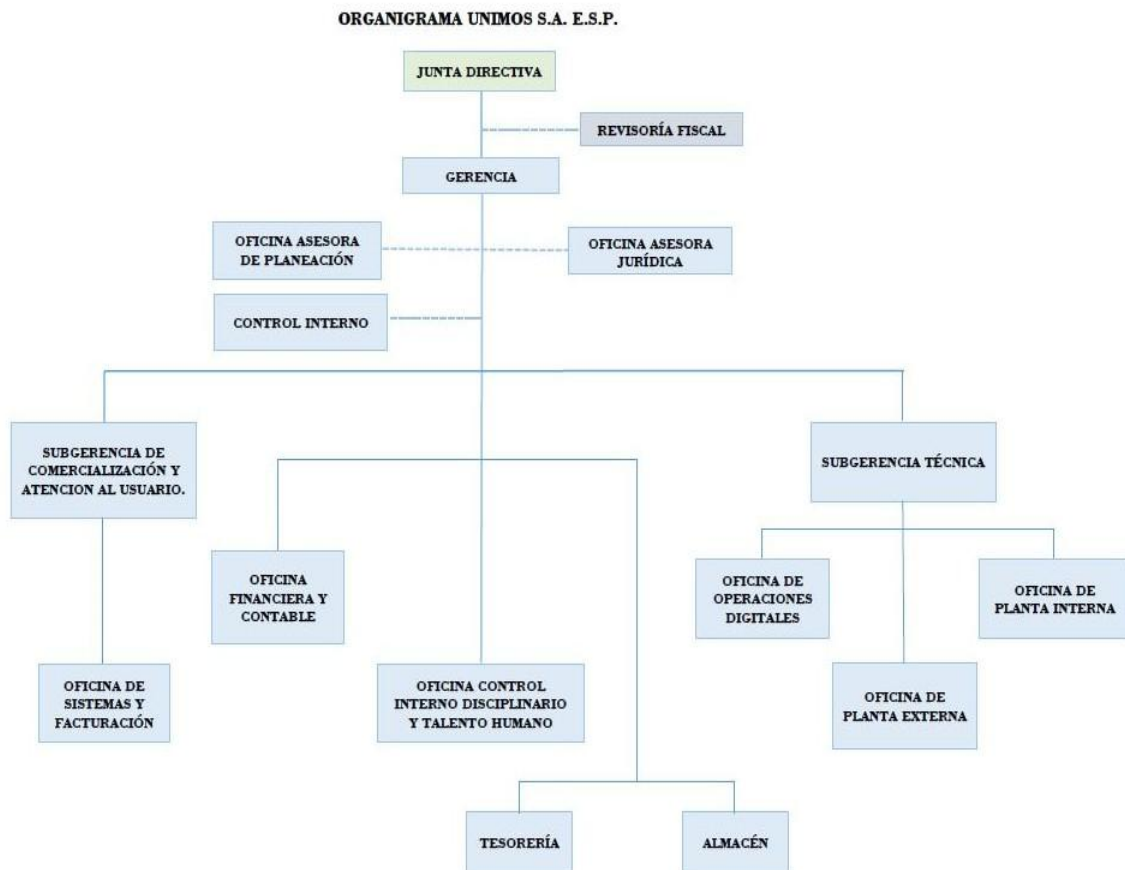 ORGANIGRAMA UNIMOS S.A. E.S.P.
JUNTA DIRECTIVA
REVISORÍA FISCAL
GERENCIA
OFICINA ASESORA
DE PLANEACIÓN
OFICINA ASESORA
JURÍDICA
CONTROL INTERNO
SUBGERENCIA DE
COMERCIALIZACIÓN Y
ATENCION AL USUARIO.
SUBGERENCIA TÉCNICA
OFICINA
FINANCIERA Y
CONTABLE
OFICINA DE
OPERACIONES
DIGITALES
OFICINA DE
PLANTA INTERNA
OFICINA DE
SISTEMAS Y
FACTURACIÓN
OFICINA CONTROL
INTERNO DISCIPLINARIO
Y TALENTO HUMANO
OFICINA DE
PLANTA EXTERNA
TESORERÍA
ALMACÉN